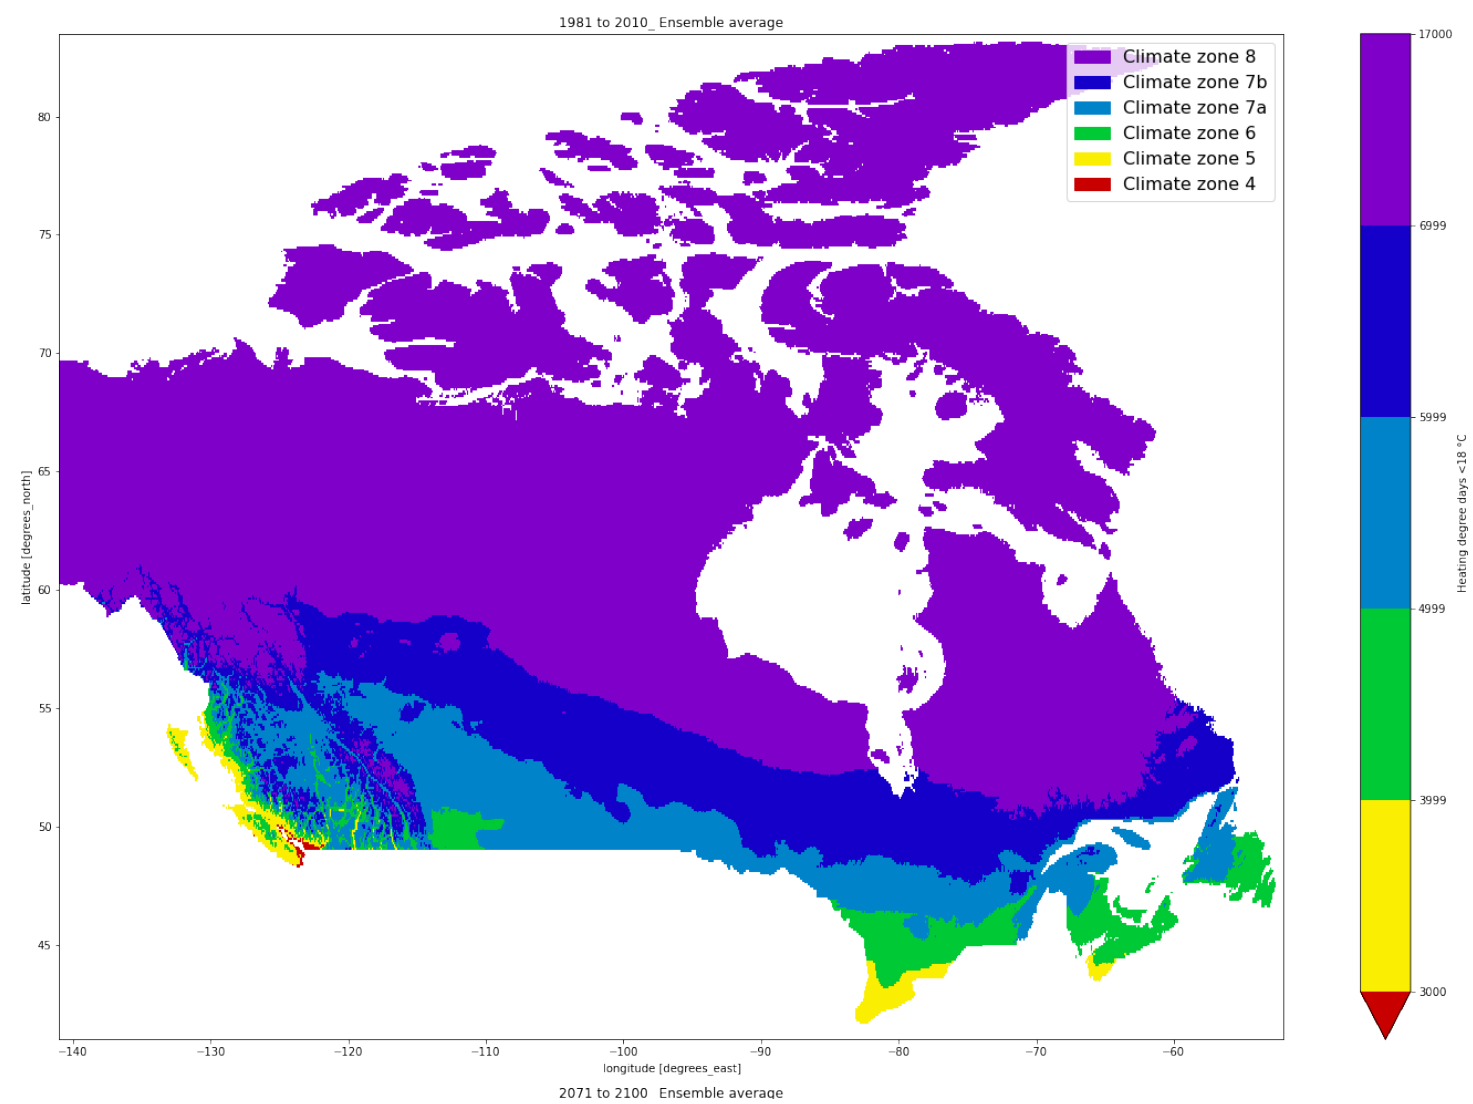 1981 to 2010_ Ensemble average
Climate zone 8
Climate zone 7b
Climate zone 7a
Climate zone 6
Climate zone 5
Climate zone 4
80
75
70
65
60
55
50
45
latitude [degrees_north]
−140
−130
−120
−110
−100
−90
−80
−70
−60
longitude [degrees_east]
17000
6999
5999
4999
3999
3000
Heating degree days <18 °C
2071 to 2100_ Ensemble average